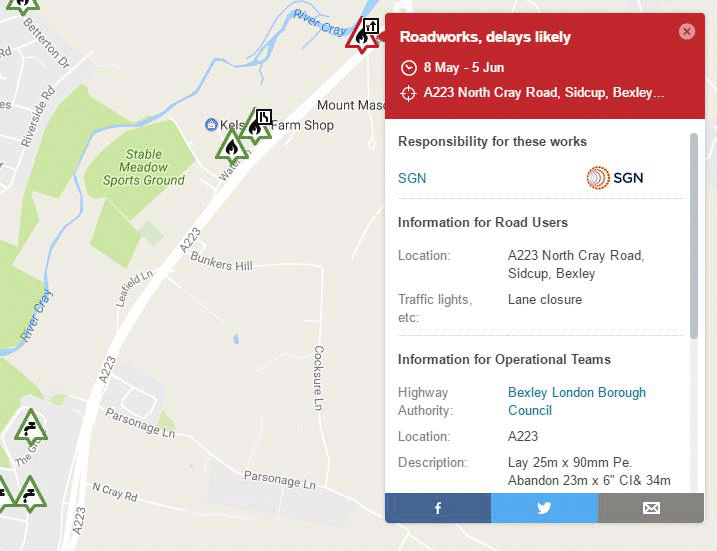 Betterton Dr
River Cray
es
Riverside Rd
Rd
Mount Masc
Kels
Farm Shop
Stable
Meadow
Sports Ground
Water
A223
Bunkers Hill
Leafield Ln
River Cray
A223
Cocksure Ln
Parsonage Ln
The Gro
Parsonage Ln
N Cray Rd
A223
Roadworks, delays likely
8 May - 5 Jun
A223 North Cray Road, Sidcup, Bexley...
Responsibility for these works
SGN
SGN
Information for Road Users
Location: A223 North Cray Road,
Sidcup, Bexley
Traffic lights, Lane closure
etc:
Information for Operational Teams
Highway Bexley London Borough
Authority: Council
Location: A223
Description: Lay 25m x 90mm Pe.
Abandon 23m x 6" CI& 34m